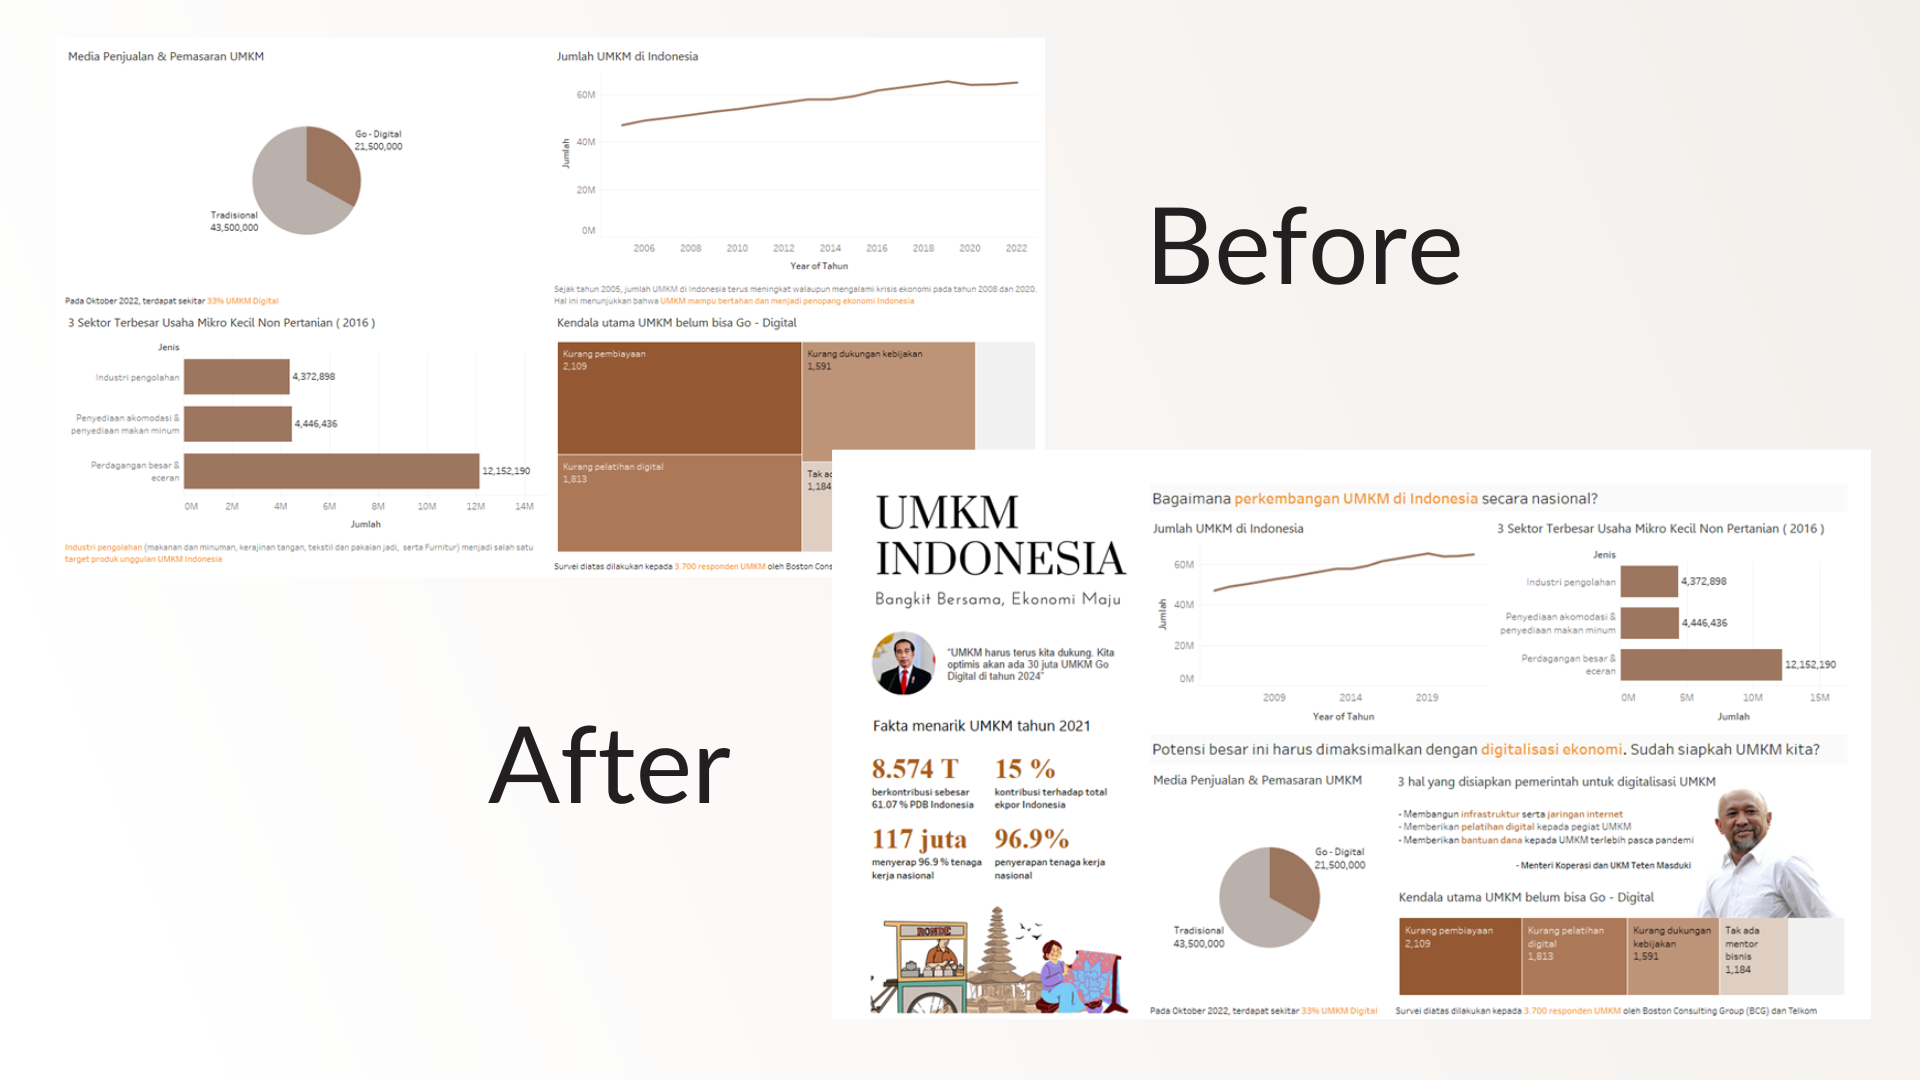 Media Penjualan & Pemasaran UMKM
Go - Digital
21,500,000
Tradisional
43,500,000
Pada Oktober 2022, terdapat sekitar 33% UMKM Digital
Jumlah UMKM di Indonesia
60M
40M
20M
0M
Jumlah
2006 2008 2010 2012 2014 2016 2018 2020 2022
Year of Tahun
Sejak tahun 2005, jumlah UMKM di Indonesia terus meningkat walaupun mengalami krisis ekonomi pada tahun 2008 dan 2020.
Hal ini menunjukkan bahwa UMKM mampu bertahan dan menjadi penopang ekonomi Indonesia
3 Sektor Terbesar Usaha Mikro Kecil Non Pertanian ( 2016 )
Jenis
Industri pengolahan
4,372,898
Penyediaan akomodasi &
penyediaan makan minum
4,446,436
Perdagangan besar &
eceran
12,152,190
0M 2M 4M 6M 8M 10M 12M 14M
Jumlah
Industri pengolahan (makanan dan minuman, kerajinan tangan, tekstil dan pakaian jadi, serta Furnitur) menjadi salah satu
target produk unggulan UMKM Indonesia
Kendala utama UMKM belum bisa Go - Digital
Kurang pembiayaan
2,109
Kurang dukungan kebijakan
1,591
Kurang pelatihan digital
1,813
Tak ac
1,184
Survei diatas dilakukan kepada 3.700 responden UMKM oleh Boston Cons
Before
After
UMKM
INDONESIA
Bangkit Bersama, Ekonomi Maju
"UMKM harus terus kita dukung. Kita
optimis akan ada 30 juta UMKM Go
Digital di tahun 2024"
Fakta menarik UMKM tahun 2021
8.574 T
berkontribusi sebesar
61.07 % PDB Indonesia
15 %
kontribusi terhadap total
ekpor Indonesia
117 juta
menyerap 96.9 % tenaga
kerja nasional
96.9%
penyerapan tenaga kerja
nasional
RONDE
Bagaimana perkembangan UMKM di Indonesia secara nasional?
Jumlah UMKM di Indonesia
60M
40M
20M
0M
Jumlah
2009 2014 2019
Year of Tahun
3 Sektor Terbesar Usaha Mikro Kecil Non Pertanian ( 2016 )
Jenis
Industri pengolahan
4,372,898
Penyediaan akomodasi &
penyediaan makan minum
4,446,436
Perdagangan besar &
eceran
12,152,190
0M 5M 10M 15M
Jumlah
Potensi besar ini harus dimaksimalkan dengan digitalisasi ekonomi. Sudah siapkah UMKM kita?
Media Penjualan & Pemasaran UMKM
Go - Digital
21,500,000
Tradisional
43,500,000
Pada Oktober 2022, terdapat sekitar 33% UMKM Digital
3 hal yang disiapkan pemerintah untuk digitalisasi UMKM
- Membangun infrastruktur serta jaringan internet
- Memberikan pelatihan digital kepada pegiat UMKM
- Memberikan bantuan dana kepada UMKM terlebih pasca pandemi
- Menteri Koperasi dan UKM Teten Masduki
Kendala utama UMKM belum bisa Go - Digital
Kurang pembiayaan
2,109
Kurang pelatihan
digital
1,813
Kurang dukungan
kebijakan
1,591
Tak ada
mentor
bisnis
1,184
Survei diatas dilakukan kepada 3.700 responden UMKM oleh Boston Consulting Group (BCG) dan Telkom